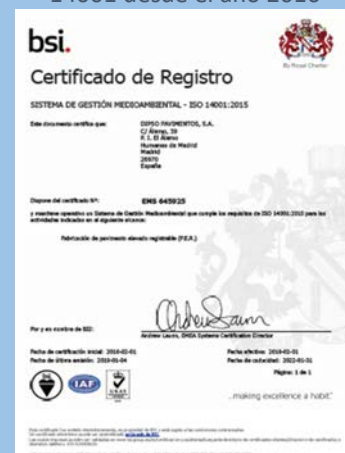 14001 desde el año 2016
bsi.
By Royal Charter
Certificado de Registro
SISTEMA DE GESTIÓN MEDIOAMBIENTAL - ISO 14001:2015
Este documento certifica que:
DIPSO PAVIMENTOS, S.A.
C/ Álamo, 39
P. I. El Álamo
Humanes de Madrid
Madrid
28970
España
Dispone del certificado Nº:
EMS 645925
y mantiene operativo un Sistema de Gestión Medioambiental que cumple los requisitos de ISO 14001:2015 para las
actividades indicadas en el siguiente alcance:
Fabricación de pavimento elevado registrable (P.E.R.)
Por y en nombre de BSI:
Andrew Launn, EMEA Systems Certification Director
Fecha de certificación inicial: 2016-02-01
Fecha efectiva: 2019-02-01
Fecha de última emisión: 2019-01-04
Fecha de caducidad: 2022-01-31
Página: 1 de 1
IAF
UKAS
...making excellence a habit.